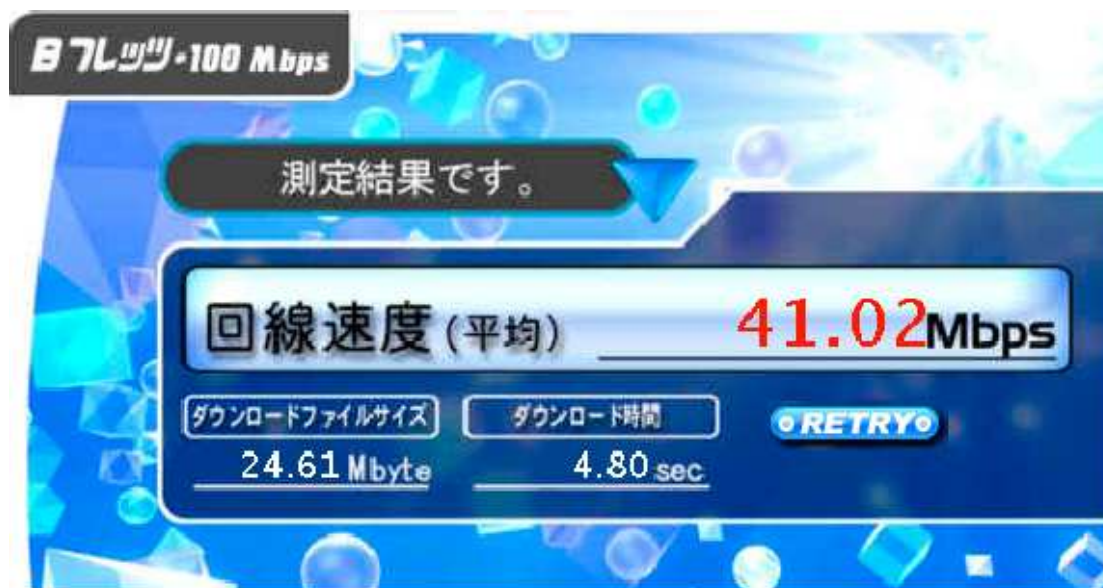 Bフレッツ・100 Mbps
測定結果です。
回線速度(平均) 41.02Mbps
ダウンロードファイルサイズ ダウンロード時間
24.61 Mbyte 4.80 sec
RETRY